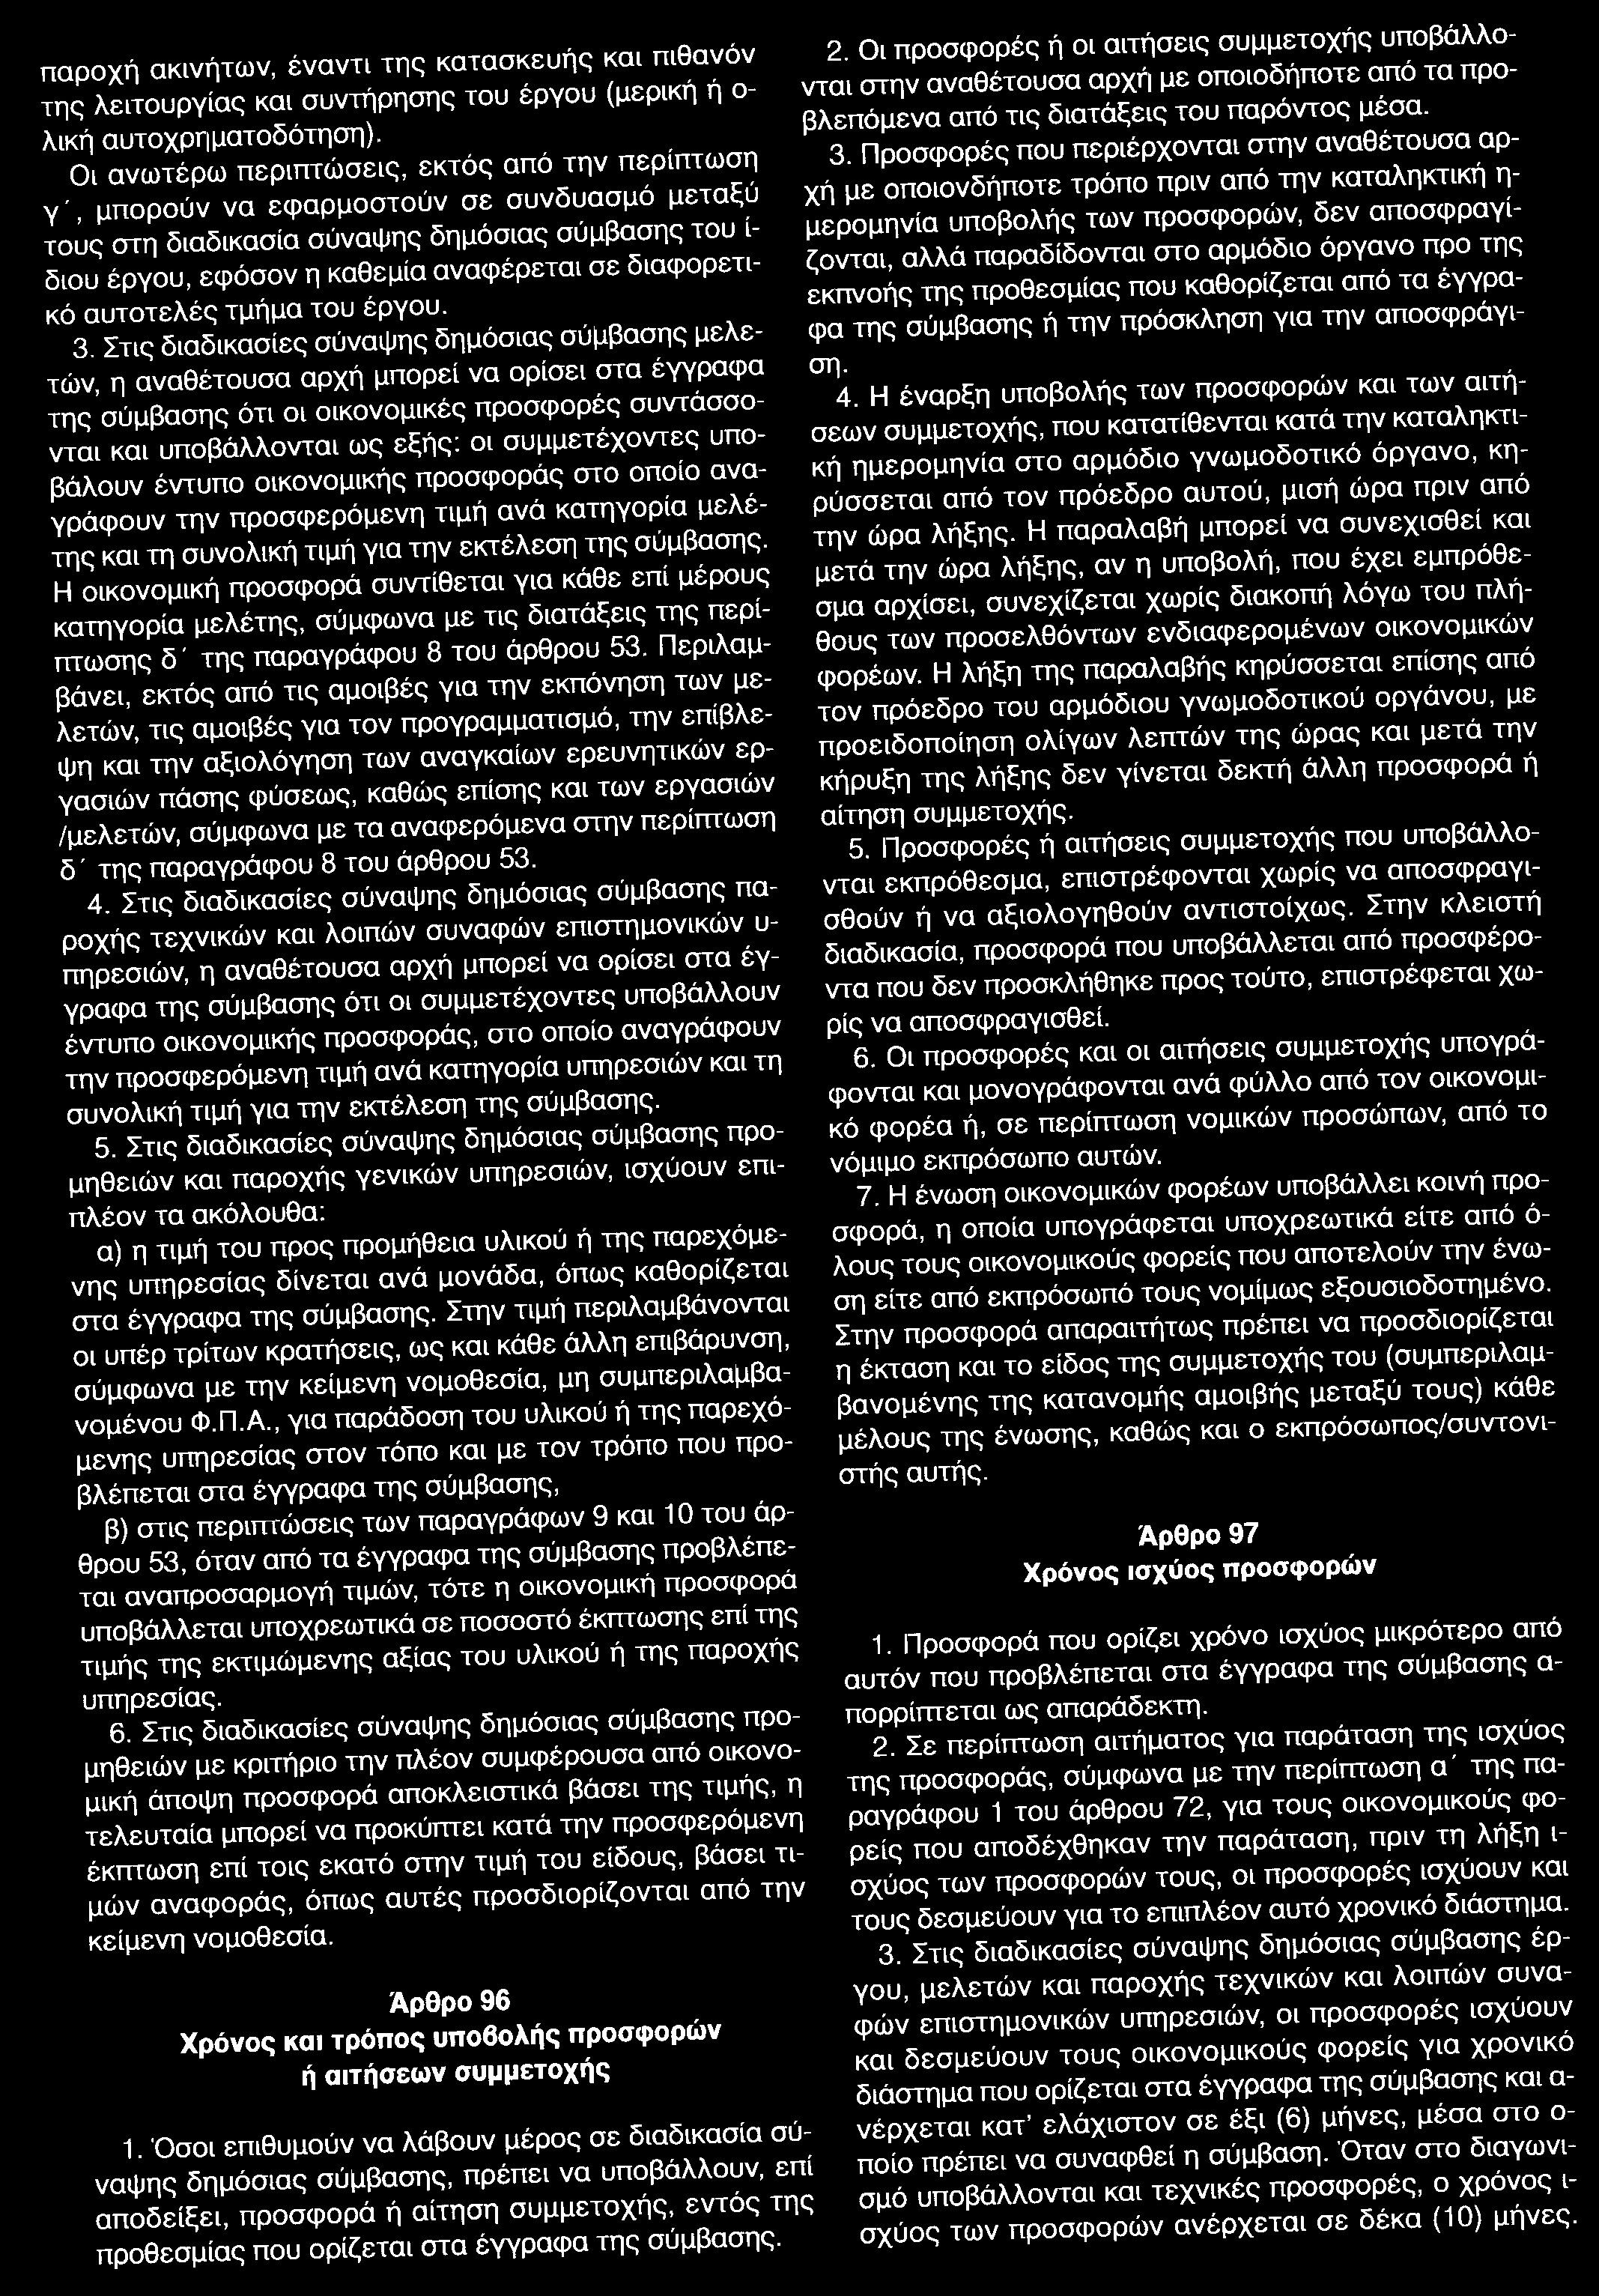 παροχή ακινήτων, έναντι της κατασκευής και πιθανόν
της λειτουργίας και συντήρησης του έργου (μερική ή ο-
λική αυτοχρηματοδότηση).
Οι ανωτέρω περιπτώσεις, εκτός από την περίπτωση
γ΄, μπορούν να εφαρμοστούν σε συνδυασμό μεταξύ
τους στη διαδικασία σύναψης δημόσιας σύμβασης του ί-
διου έργου, εφόσον η καθεμία αναφέρεται σε διαφορετι-
κό αυτοτελές τμήμα του έργου.
3. Στις διαδικασίες σύναψης δημόσιας σύμβασης μελε-
τών, η αναθέτουσα αρχή μπορεί να ορίσει στα έγγραφα
της σύμβασης ότι οι οικονομικές προσφορές συντάσσο-
νται και υποβάλλονται ως εξής: οι συμμετέχοντες υπο-
βάλουν έντυπο οικονομικής προσφοράς στο οποίο ανα-
γράφουν την προσφερόμενη τιμή ανά κατηγορία μελέ-
της και τη συνολική τιμή για την εκτέλεση της σύμβασης.
Η οικονομική προσφορά συντίθεται για κάθε επί μέρους
κατηγορία μελέτης, σύμφωνα με τις διατάξεις της περί-
πτωσης δ΄ της παραγράφου 8 του άρθρου 53. Περιλαμ-
βάνει, εκτός από τις αμοιβές για την εκπόνηση των με-
λετών, τις αμοιβές για τον προγραμματισμό, την επίβλε-
ψη και την αξιολόγηση των αναγκαίων ερευνητικών ερ-
γασιών πάσης φύσεως, καθώς επίσης και των εργασιών
/μελετών, σύμφωνα με τα αναφερόμενα στην περίπτωση
δ΄ της παραγράφου 8 του άρθρου 53.
4. Στις διαδικασίες σύναψης δημόσιας σύμβασης πα-
ροχής τεχνικών και λοιπών συναφών επιστημονικών υ-
πηρεσιών, η αναθέτουσα αρχή μπορεί να ορίσει στα έγ-
γραφα της σύμβασης ότι οι συμμετέχοντες υποβάλλουν
έντυπο οικονομικής προσφοράς, στο οποίο αναγράφουν
την προσφερόμενη τιμή ανά κατηγορία υπηρεσιών και τη
συνολική τιμή για την εκτέλεση της σύμβασης.
5. Στις διαδικασίες σύναψης δημόσιας σύμβασης προ-
μηθειών και παροχής γενικών υπηρεσιών, ισχύουν επι-
πλέον τα ακόλουθα:
α) η τιμή του προς προμήθεια υλικού ή της παρεχόμε-
νης υπηρεσίας δίνεται ανά μονάδα, όπως καθορίζεται
στα έγγραφα της σύμβασης. Στην τιμή περιλαμβάνονται
οι υπέρ τρίτων κρατήσεις, ως και κάθε άλλη επιβάρυνση,
σύμφωνα με την κείμενη νομοθεσία, μη συμπεριλαμβα-
νομένου Φ.Π.Α., για παράδοση του υλικού ή της παρεχό-
μενης υπηρεσίας στον τόπο και με τον τρόπο που προ-
βλέπεται στα έγγραφα της σύμβασης,
β) στις περιπτώσεις των παραγράφων 9 και 10 του άρ-
θρου 53, όταν από τα έγγραφα της σύμβασης προβλέπε-
ται αναπροσαρμογή τιμών, τότε η οικονομική προσφορά
υποβάλλεται υποχρεωτικά σε ποσοστό έκπτωσης επί της
τιμής της εκτιμώμενης αξίας του υλικού ή της παροχής
υπηρεσίας.
6. Στις διαδικασίες σύναψης δημόσιας σύμβασης προ-
μηθειών με κριτήριο την πλέον συμφέρουσα από οικονο-
μική άποψη προσφορά αποκλειστικά βάσει της τιμής, η
τελευταία μπορεί να προκύπτει κατά την προσφερόμενη
έκπτωση επί τοις εκατό στην τιμή του είδους, βάσει τι-
μών αναφοράς, όπως αυτές προσδιορίζονται από την
κείμενη νομοθεσία.
Άρθρο 96
Χρόνος και τρόπος υποβολής προσφορών
ή αιτήσεων συμμετοχής
1. Όσοι επιθυμούν να λάβουν μέρος σε διαδικασία σύ-
ναψης δημόσιας σύμβασης, πρέπει να υποβάλλουν, επί
αποδείξει, προσφορά ή αίτηση συμμετοχής, εντός της
προθεσμίας που ορίζεται στα έγγραφα της σύμβασης.
2. Οι προσφορές ή οι αιτήσεις συμμετοχής υποβάλλο-
νται στην αναθέτουσα αρχή με οποιοδήποτε από τα προ-
βλεπόμενα από τις διατάξεις του παρόντος μέσα.
3. Προσφορές που περιέρχονται στην αναθέτουσα αρ-
χή με οποιονδήποτε τρόπο πριν από την καταληκτική η-
μερομηνία υποβολής των προσφορών, δεν αποσφραγί-
ζονται, αλλά παραδίδονται στο αρμόδιο όργανο προ της
εκπνοής της προθεσμίας που καθορίζεται από τα έγγρα-
φα της σύμβασης ή την πρόσκληση για την αποσφράγι-
ση.
4. Η έναρξη υποβολής των προσφορών και των αιτή-
σεων συμμετοχής, που κατατίθενται κατά την καταληκτι-
κή ημερομηνία στο αρμόδιο γνωμοδοτικό όργανο, κη-
ρύσσεται από τον πρόεδρο αυτού, μισή ώρα πριν από
την ώρα λήξης. Η παραλαβή μπορεί να συνεχισθεί και
μετά την ώρα λήξης, αν η υποβολή, που έχει εμπρόθε-
σμα αρχίσει, συνεχίζεται χωρίς διακοπή λόγω του πλή-
θους των προσελθόντων ενδιαφερομένων οικονομικών
φορέων. Η λήξη της παραλαβής κηρύσσεται επίσης από
τον πρόεδρο του αρμόδιου γνωμοδοτικού οργάνου, με
προειδοποίηση ολίγων λεπτών της ώρας και μετά την
κήρυξη της λήξης δεν γίνεται δεκτή άλλη προσφορά ή
αίτηση συμμετοχής.
5. Προσφορές ή αιτήσεις συμμετοχής που υποβάλλο-
νται εκπρόθεσμα, επιστρέφονται χωρίς να αποσφραγι-
σθούν ή να αξιολογηθούν αντιστοίχως. Στην κλειστή
διαδικασία, προσφορά που υποβάλλεται από προσφέρο-
ντα που δεν προσκλήθηκε προς τούτο, επιστρέφεται χω-
ρίς να αποσφραγισθεί.
6. Οι προσφορές και οι αιτήσεις συμμετοχής υπογρά-
φονται και μονογράφονται ανά φύλλο από τον οικονομι-
κό φορέα ή, σε περίπτωση νομικών προσώπων, από το
νόμιμο εκπρόσωπο αυτών.
7. Η ένωση οικονομικών φορέων υποβάλλει κοινή προ-
σφορά, η οποία υπογράφεται υποχρεωτικά είτε από ό-
λους τους οικονομικούς φορείς που αποτελούν την ένω-
ση είτε από εκπρόσωπό τους νομίμως εξουσιοδοτημένο.
Στην προσφορά απαραιτήτως πρέπει να προσδιορίζεται
η έκταση και το είδος της συμμετοχής του (συμπεριλαμ-
βανομένης της κατανομής αμοιβής μεταξύ τους) κάθε
μέλους της ένωσης, καθώς και ο εκπρόσωπος/συντονι-
στής αυτής.
Άρθρο 97
Χρόνος ισχύος προσφορών
1. Προσφορά που ορίζει χρόνο ισχύος μικρότερο από
αυτόν που προβλέπεται στα έγγραφα της σύμβασης α-
πορρίπτεται ως απαράδεκτη.
2. Σε περίπτωση αιτήματος για παράταση της ισχύος
της προσφοράς, σύμφωνα με την περίπτωση α΄ της πα-
ραγράφου 1 του άρθρου 72, για τους οικονομικούς φο-
ρείς που αποδέχθηκαν την παράταση, πριν τη λήξη ι-
σχύος των προσφορών τους, οι προσφορές ισχύουν και
τους δεσμεύουν για το επιπλέον αυτό χρονικό διάστημα.
3. Στις διαδικασίες σύναψης δημόσιας σύμβασης έρ-
γου, μελετών και παροχής τεχνικών και λοιπών συνα-
φών επιστημονικών υπηρεσιών, οι προσφορές ισχύουν
και δεσμεύουν τους οικονομικούς φορείς για χρονικό
διάστημα που ορίζεται στα έγγραφα της σύμβασης και α-
νέρχεται κατ’ ελάχιστον σε έξι (6) μήνες, μέσα στο ο-
ποίο πρέπει να συναφθεί η σύμβαση. Όταν στο διαγωνι-
σμό υποβάλλονται και τεχνικές προσφορές, ο χρόνος ι-
σχύος των προσφορών ανέρχεται σε δέκα (10) μήνες.